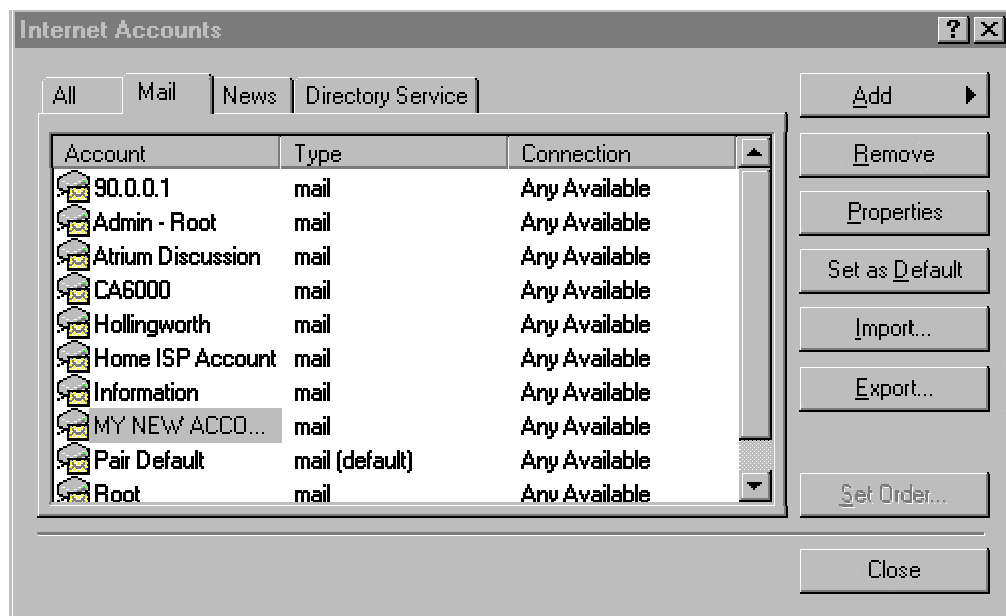 Internet Accounts
All Mail News Directory Service
Account Type Connection
90.0.0.1 mail Any Available
Admin - Root mail Any Available
Atrium Discussion mail Any Available
CA6000 mail Any Available
Hollingworth mail Any Available
Home ISP Account mail Any Available
Information mail Any Available
MY NEW ACCO... mail Any Available
Pair Default mail (default) Any Available
Root mail Any Available
Add
Remove
Properties
Set as Default
Import...
Export...
Set Order...
Close